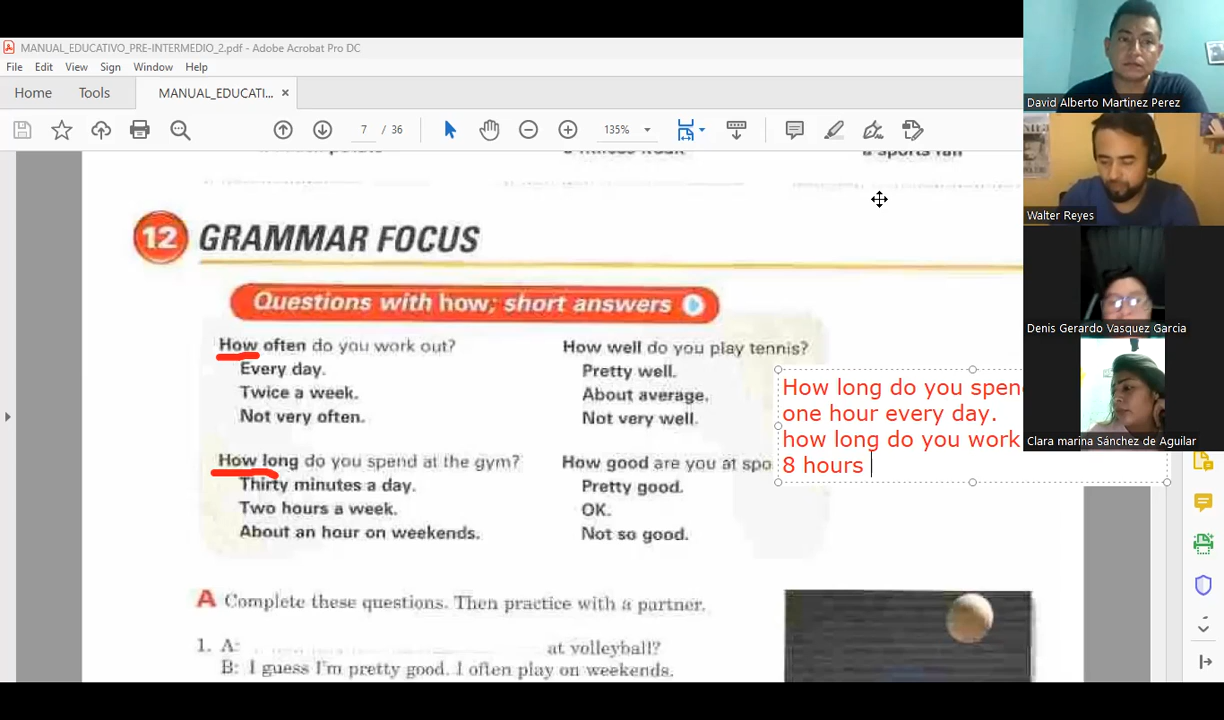 MANUAL_EDUCATIVO_PRE-INTERMEDIO_2.pdf - Adobe Acrobat Pro DC
File Edit View Sign Window Help
Home Tools MANUAL_EDUCATI... ×
7 / 36 135%
a sports fan
12 GRAMMAR FOCUS
Questions with how; short answers
How often do you work out?
Every day.
Twice a week.
Not very often.
How long do you spend at the gym?
Thirty minutes a day.
Two hours a week.
About an hour on weekends.
How well do you play tennis?
Pretty well.
About average.
Not very well.
How good are you at spo
Pretty good.
OK.
Not so good.
How long do you spen
one hour every day.
how long do you work
8 hours
A Complete these questions. Then practice with a partner.
1. A: at volleyball?
B: I guess I'm pretty good. I often play on weekends.
David Alberto Martinez Perez
Walter Reyes
Denis Gerardo Vasquez Garcia
Clara marina Sánchez de Aguilar